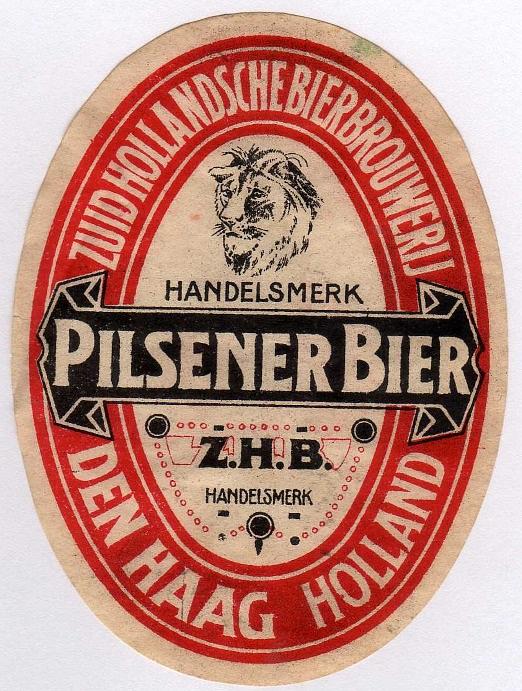 ZUID HOLLANDSCHE BIERBROUWERIJ
HANDELSMERK
PILSENER BIER
Z.H.B.
HANDELSMERK
DEN HAAG HOLLAND